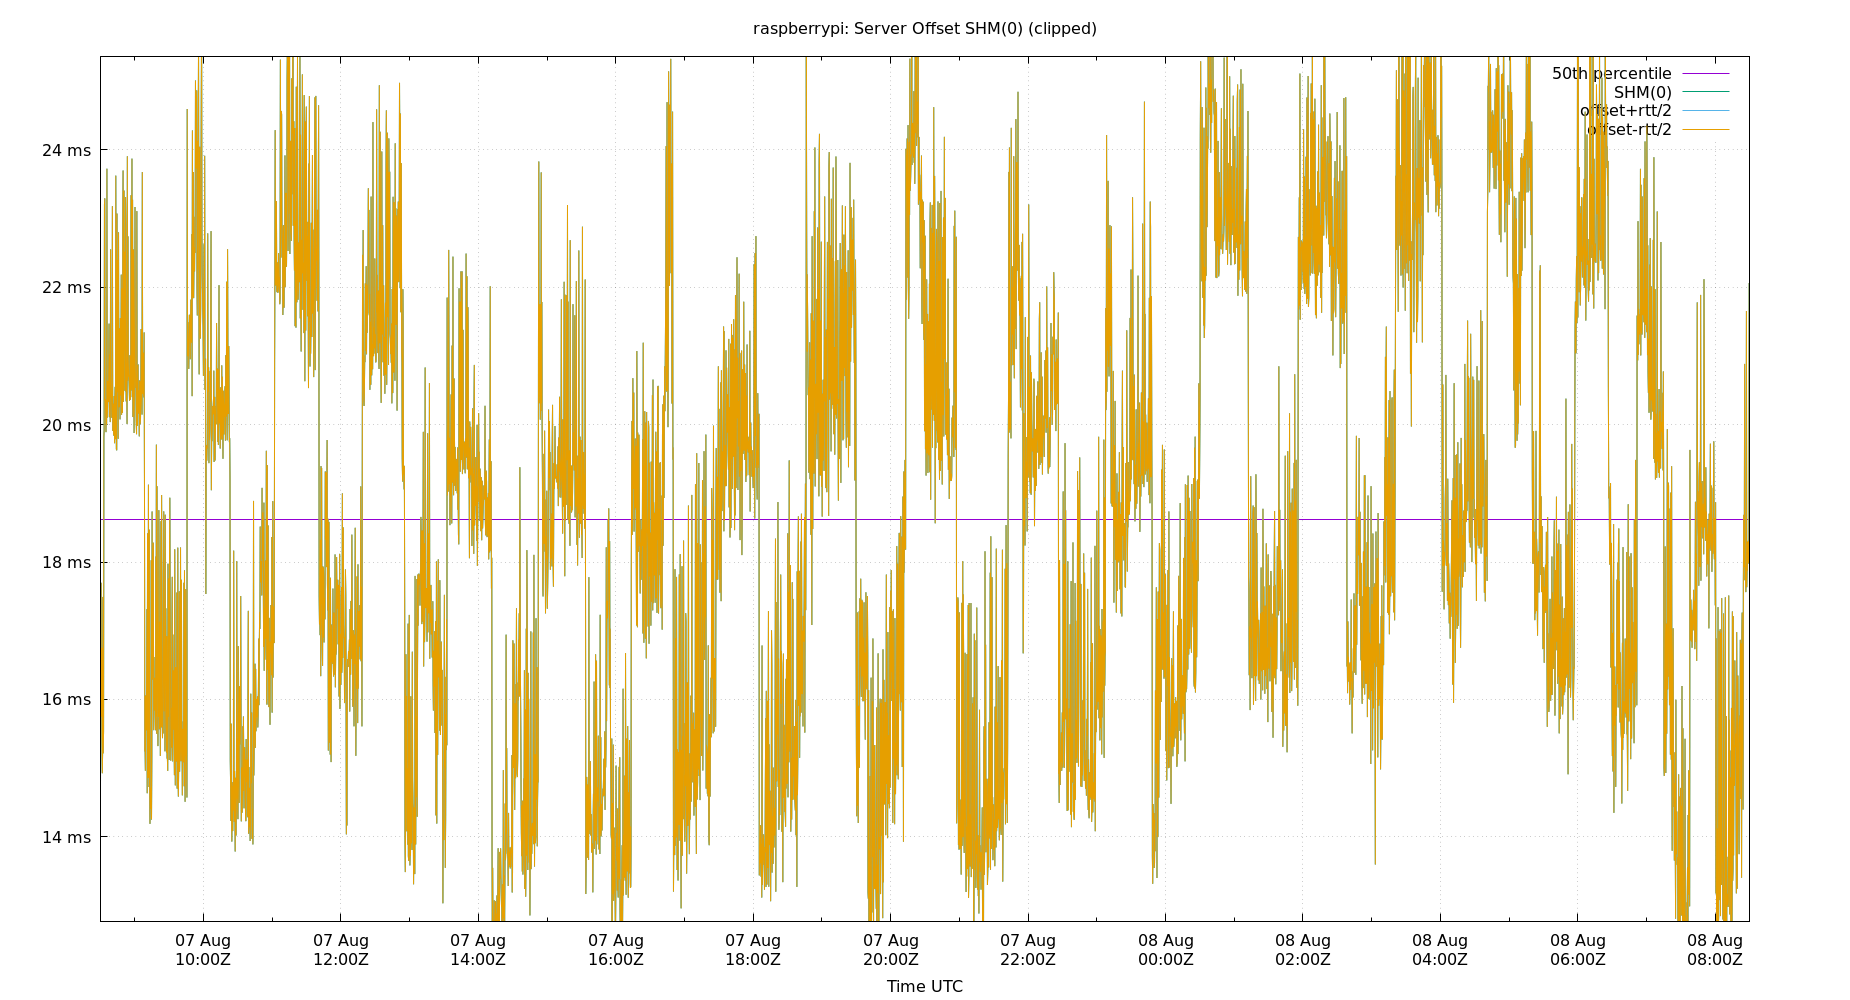 raspberrypi: Server Offset SHM(0) (clipped)
50th percentile
SHM(0)
offset+rtt/2
offset-rtt/2
24 ms
22 ms
20 ms
18 ms
16 ms
14 ms
07 Aug 07 Aug 07 Aug 07 Aug 07 Aug 07 Aug 07 Aug 08 Aug 08 Aug 08 Aug 08 Aug 08 Aug
10:00Z 12:00Z 14:00Z 16:00Z 18:00Z 20:00Z 22:00Z 00:00Z 02:00Z 04:00Z 06:00Z 08:00Z
Time UTC